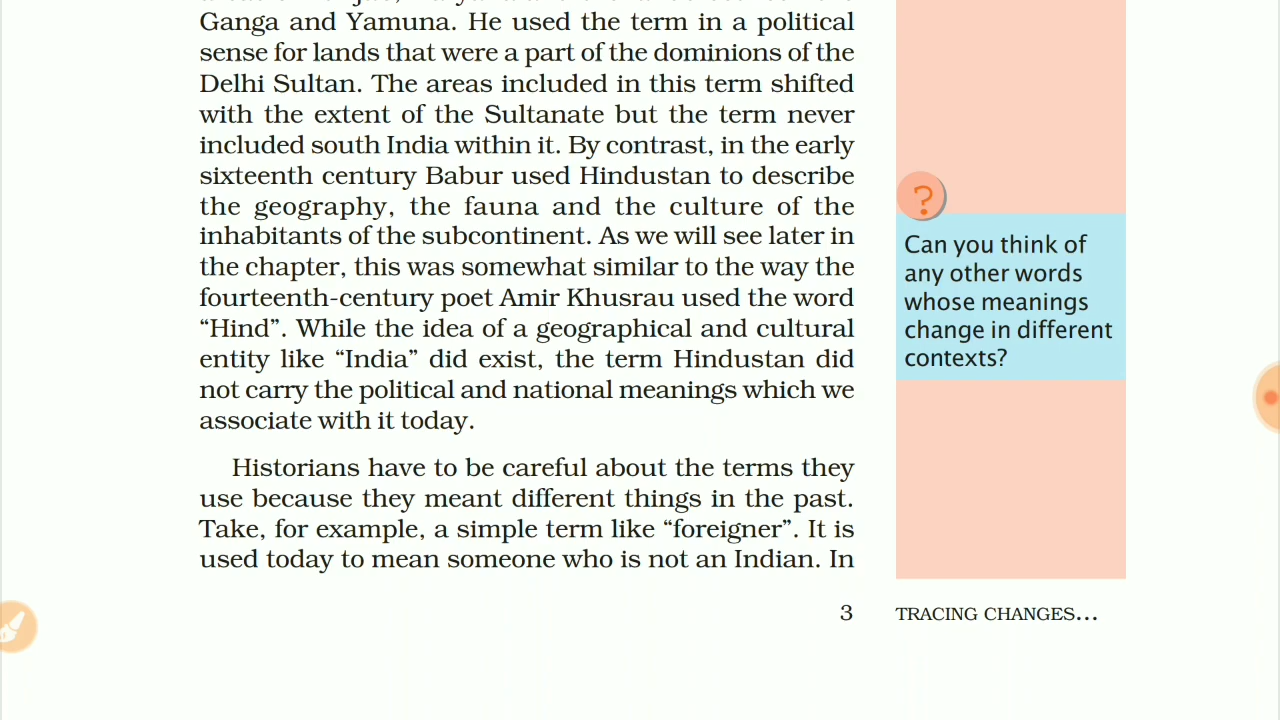 Ganga and Yamuna. He used the term in a political
sense for lands that were a part of the dominions of the
Delhi Sultan. The areas included in this term shifted
with the extent of the Sultanate but the term never
included south India within it. By contrast, in the early
sixteenth century Babur used Hindustan to describe
the geography, the fauna and the culture of the
inhabitants of the subcontinent. As we will see later in
the chapter, this was somewhat similar to the way the
fourteenth-century poet Amir Khusrau used the word
“Hind”. While the idea of a geographical and cultural
entity like “India” did exist, the term Hindustan did
not carry the political and national meanings which we
associate with it today.
Historians have to be careful about the terms they
use because they meant different things in the past.
Take, for example, a simple term like “foreigner”. It is
used today to mean someone who is not an Indian. In
?
Can you think of
any other words
whose meanings
change in different
contexts?
3
TRACING CHANGES...